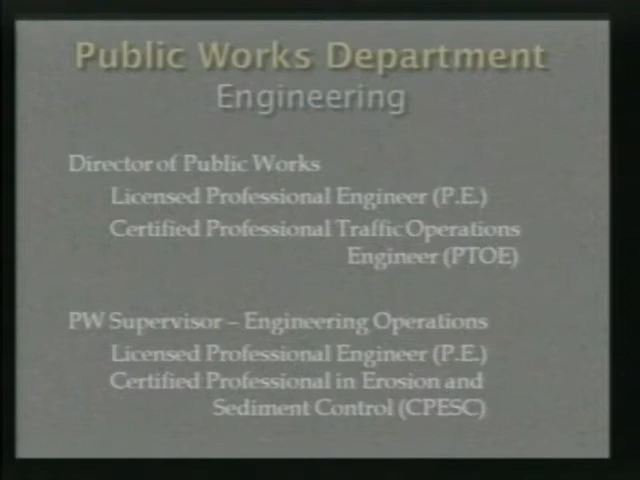 Public Works Department
Engineering
Director of Public Works
Licensed Professional Engineer (P.E.)
Certified Professional Traffic Operations
Engineer (PTOE)
PW Supervisor – Engineering Operations
Licensed Professional Engineer (P.E.)
Certified Professional in Erosion and
Sediment Control (CPESC)